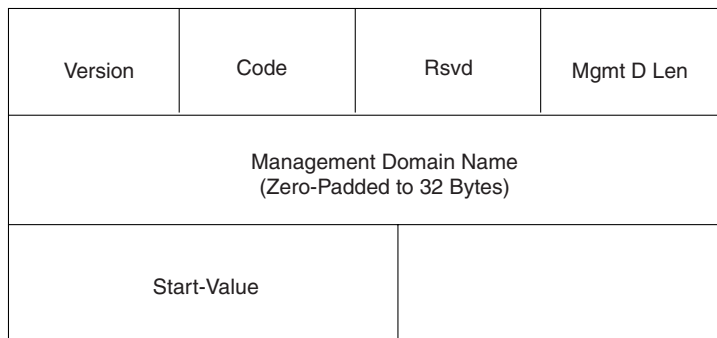 Version Code Rsvd Mgmt D Len
Management Domain Name
(Zero-Padded to 32 Bytes)
Start-Value